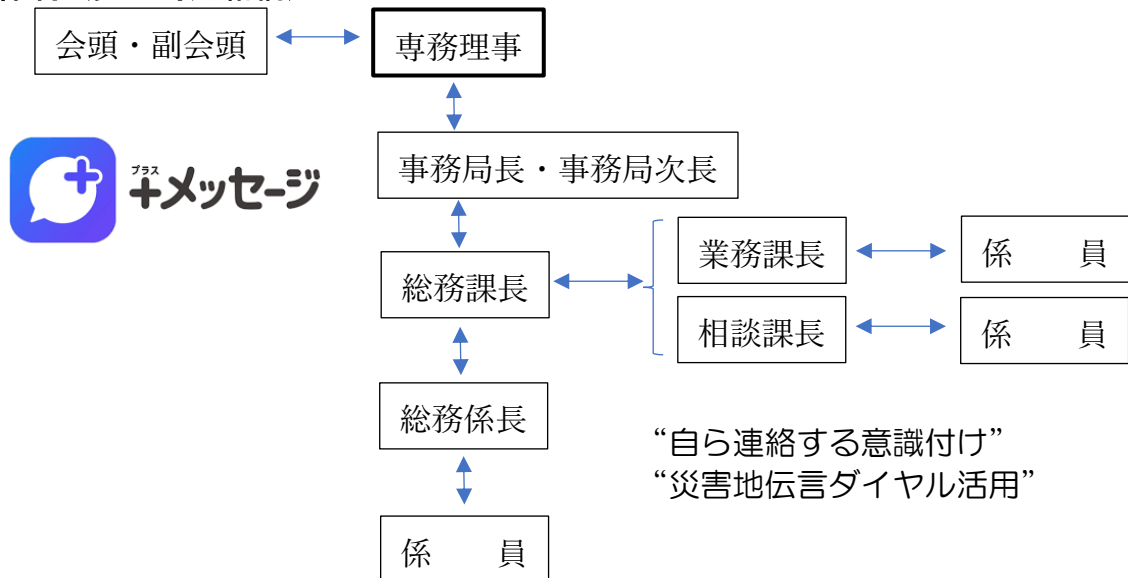 会頭・副会頭
専務理事
事務局長・事務局次長
プラス
+メッセージ
総務課長
業務課長
係 員
相談課長
係 員
総務係長
“自ら連絡する意識付け”
“災害地伝言ダイヤル活用”
係 員